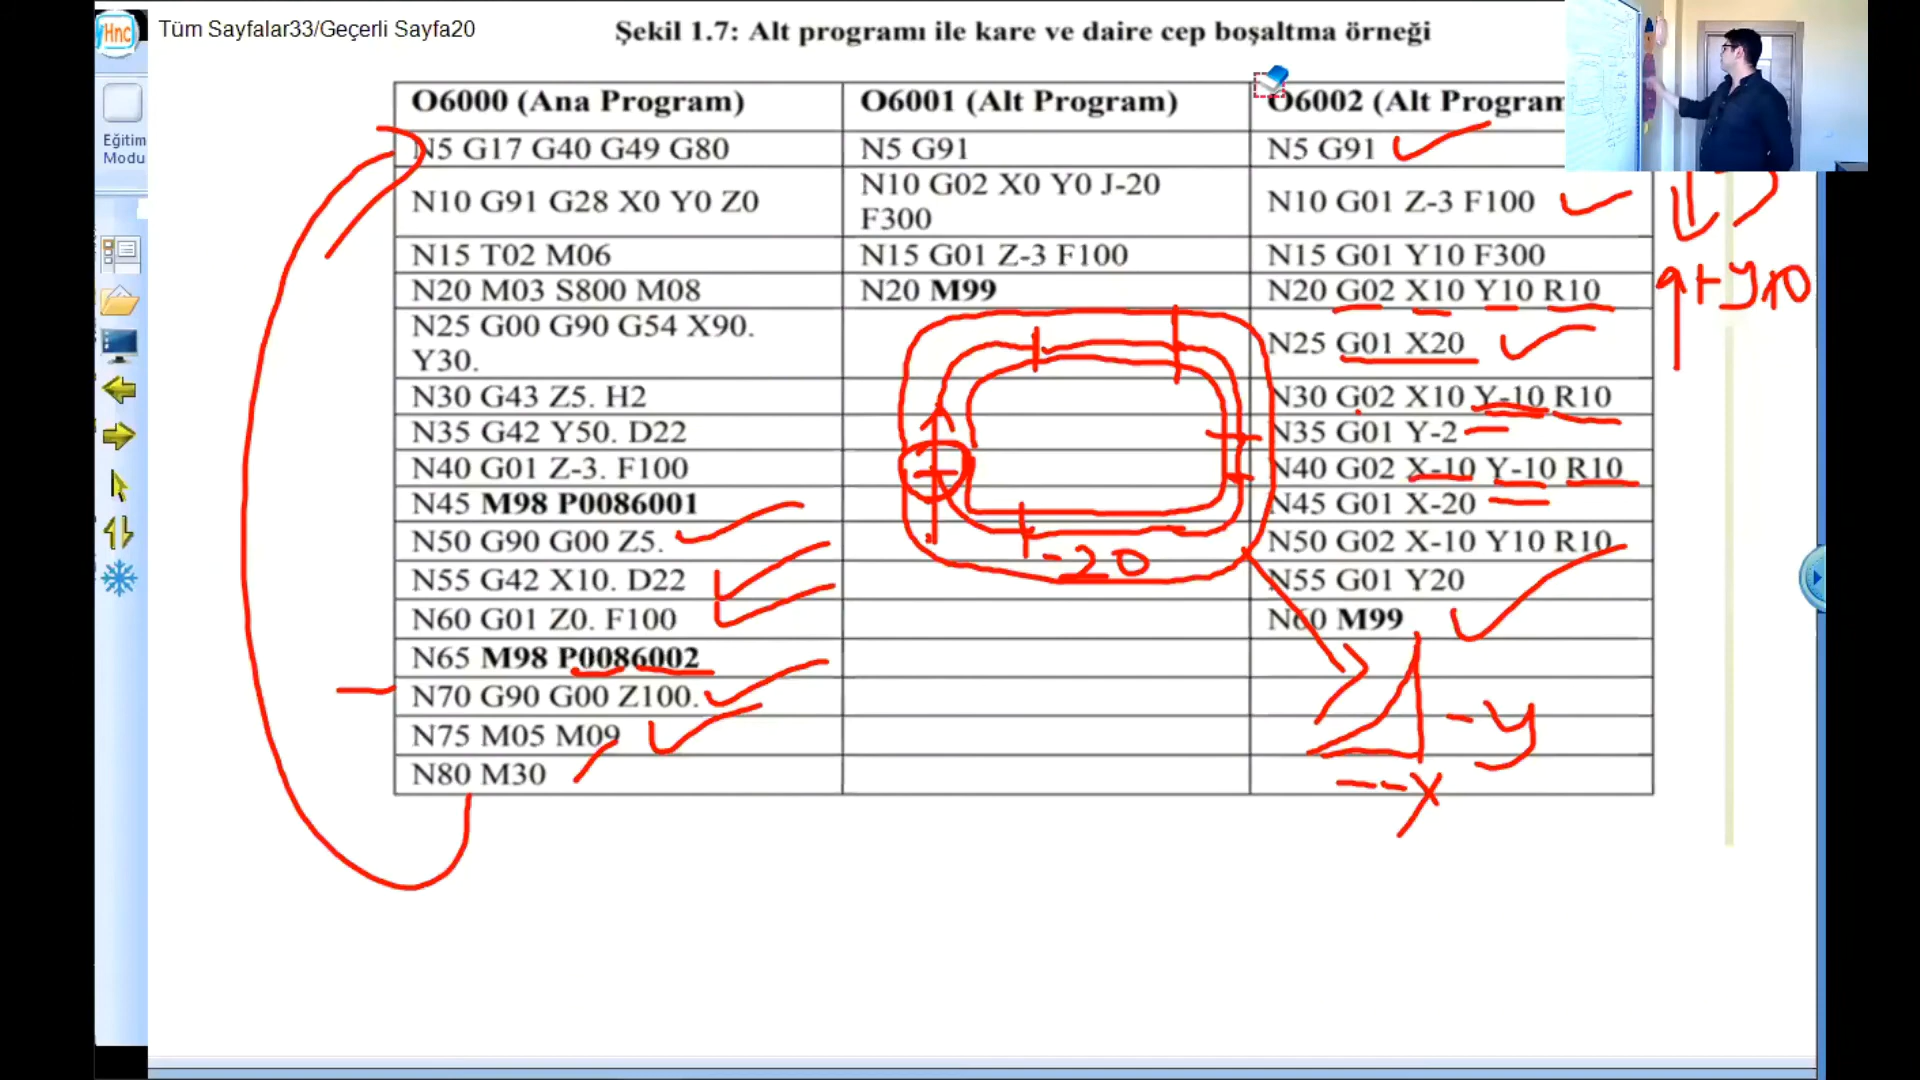 Hnc
Tüm Sayfalar33/Geçerli Sayfa20
Şekil 1.7: Alt programı ile kare ve daire cep boşaltma örneği
Eğitim
Modu
O6000 (Ana Program) O6001 (Alt Program) O6002 (Alt Program
N5 G17 G40 G49 G80 N5 G91 N5 G91
N10 G91 G28 X0 Y0 Z0 N10 G02 X0 Y0 J-20 N10 G01 Z-3 F100
F300
N15 T02 M06 N15 G01 Z-3 F100 N15 G01 Y10 F300
N20 M03 S800 M08 N20 M99 N20 G02 X10 Y10 R10
+Y10
N25 G00 G90 G54 X90. N25 G01 X20
Y30.
N30 G43 Z5. H2 N30 G02 X10 Y-10 R10
N35 G42 Y50. D22 N35 G01 Y-2
N40 G01 Z-3. F100 N40 G02 X-10 Y-10 R10
N45 M98 P0086001 N45 G01 X-20
N50 G90 G00 Z5. N50 G02 X-10 Y10 R10
-20
N55 G42 X10. D22 N55 G01 Y20
N60 G01 Z0. F100 N60 M99
N65 M98 P0086002
N70 G90 G00 Z100.
-Y
N75 M05 M09
N80 M30
-X